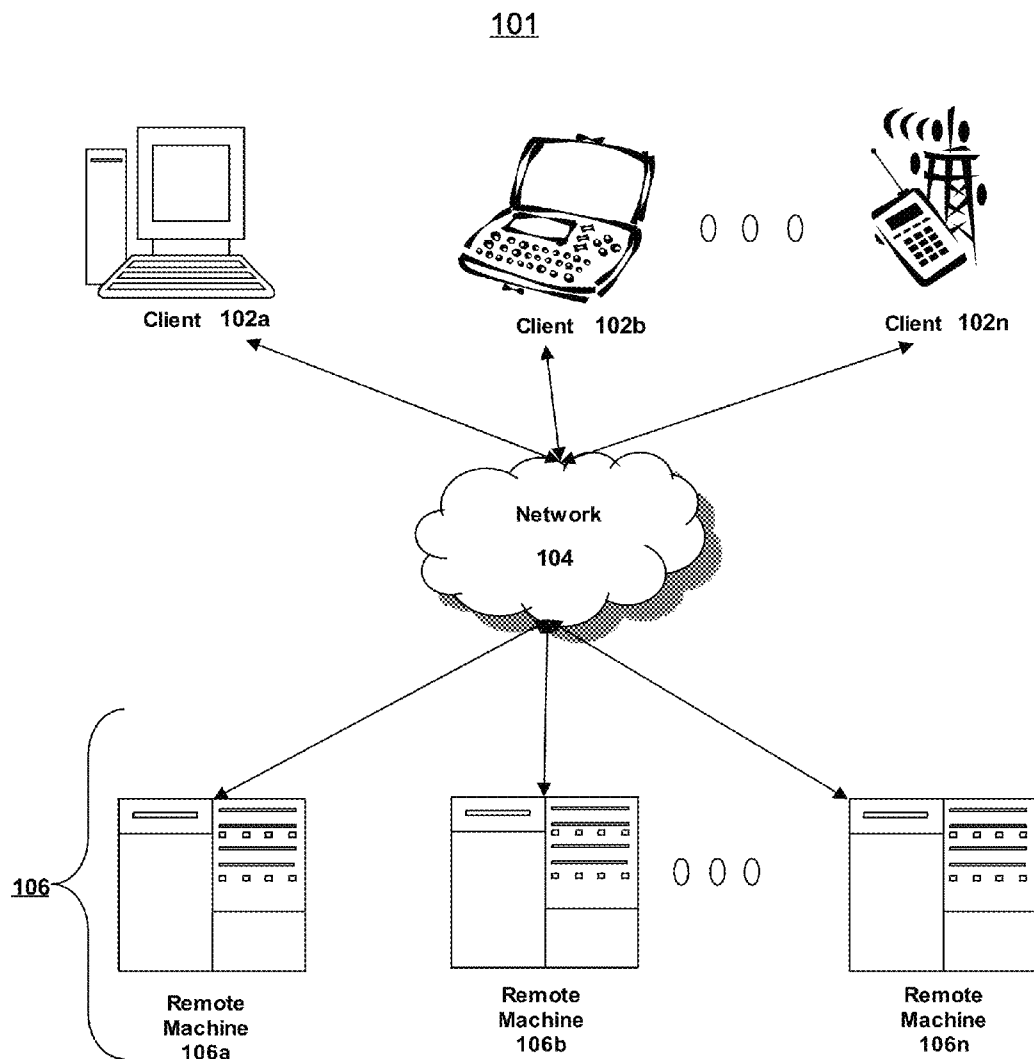 101
Client 102a
Client 102b
Client 102n
Network
104
106
Remote
Machine
106a
Remote
Machine
106b
Remote
Machine
106n